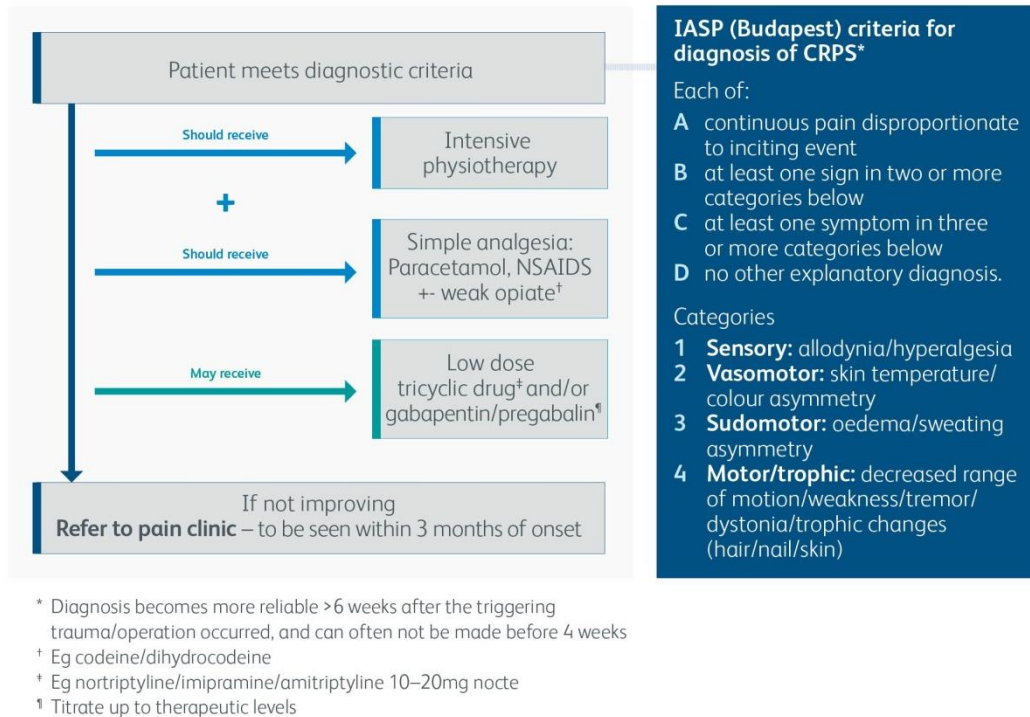 Patient meets diagnostic criteria
Should receive
Intensive
physiotherapy
+
Should receive
Simple analgesia:
Paracetamol, NSAIDS
+- weak opiate†
May receive
Low dose
tricyclic drug‡ and/or
gabapentin/pregabalin¶
If not improving
Refer to pain clinic – to be seen within 3 months of onset
IASP (Budapest) criteria for
diagnosis of CRPS*
Each of:
A continuous pain disproportionate
to inciting event
B at least one sign in two or more
categories below
C at least one symptom in three
or more categories below
D no other explanatory diagnosis.
Categories
1 Sensory: allodynia/hyperalgesia
2 Vasomotor: skin temperature/
colour asymmetry
3 Sudomotor: oedema/sweating
asymmetry
4 Motor/trophic: decreased range
of motion/weakness/tremor/
dystonia/trophic changes
(hair/nail/skin)
* Diagnosis becomes more reliable >6 weeks after the triggering
trauma/operation occurred, and can often not be made before 4 weeks
† Eg codeine/dihydrocodeine
‡ Eg nortriptyline/imipramine/amitriptyline 10–20mg nocte
¶ Titrate up to therapeutic levels